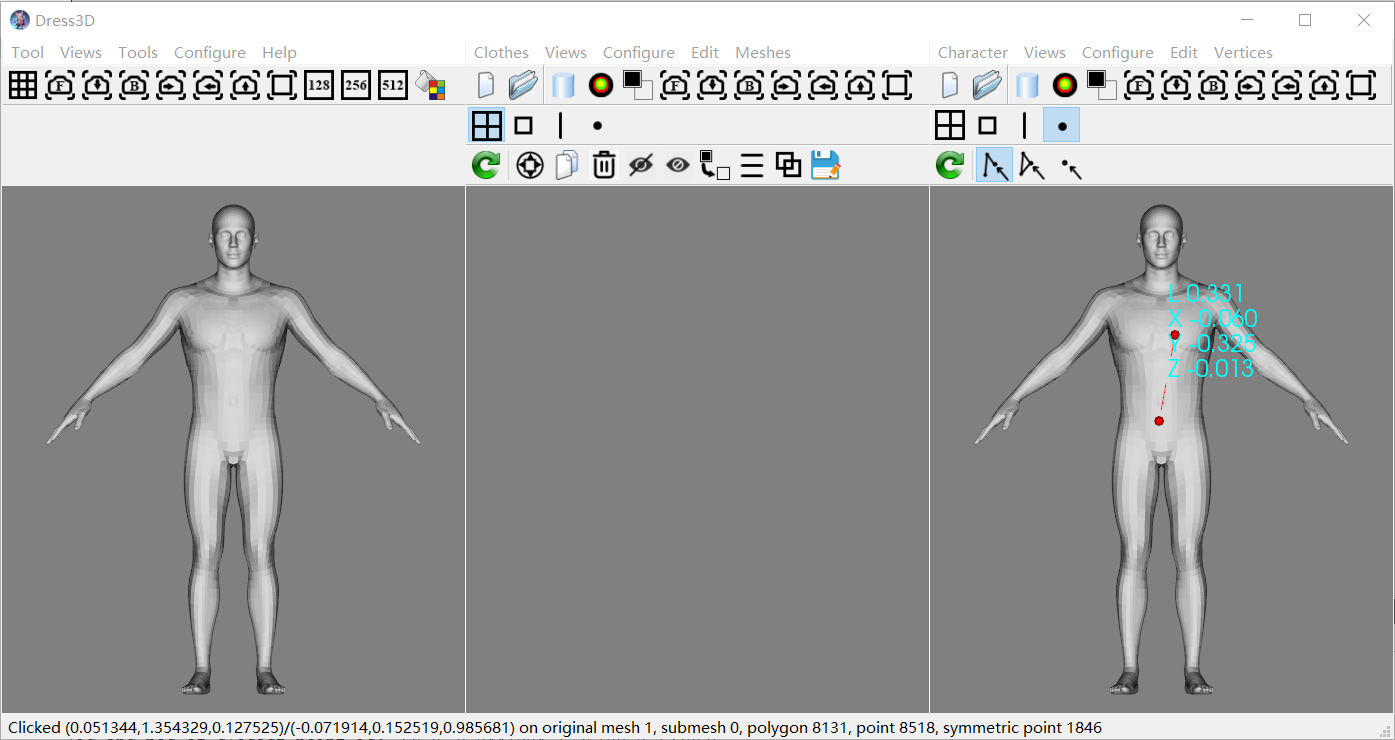 Dress3D
Tool Views Tools Configure Help
Clothes Views Configure Edit Meshes
Character Views Configure Edit Vertices
F B 128 256 512
F B
F B
L 0.331
X -0.060
Y -0.325
Z -0.013
Clicked (0.051344,1.354329,0.127525)/(-0.071914,0.152519,0.985681) on original mesh 1, submesh 0, polygon 8131, point 8518, symmetric point 1846